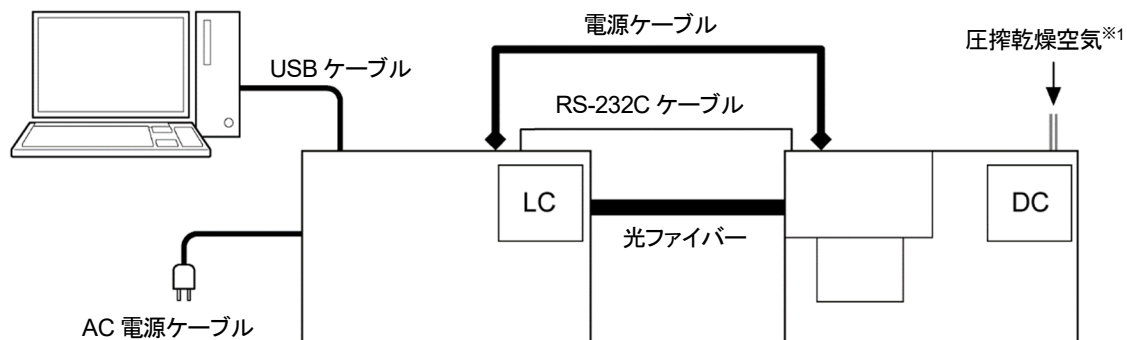 電源ケーブル
圧搾乾燥空気※1
USB ケーブル
RS-232C ケーブル
LC
DC
光ファイバー
AC 電源ケーブル